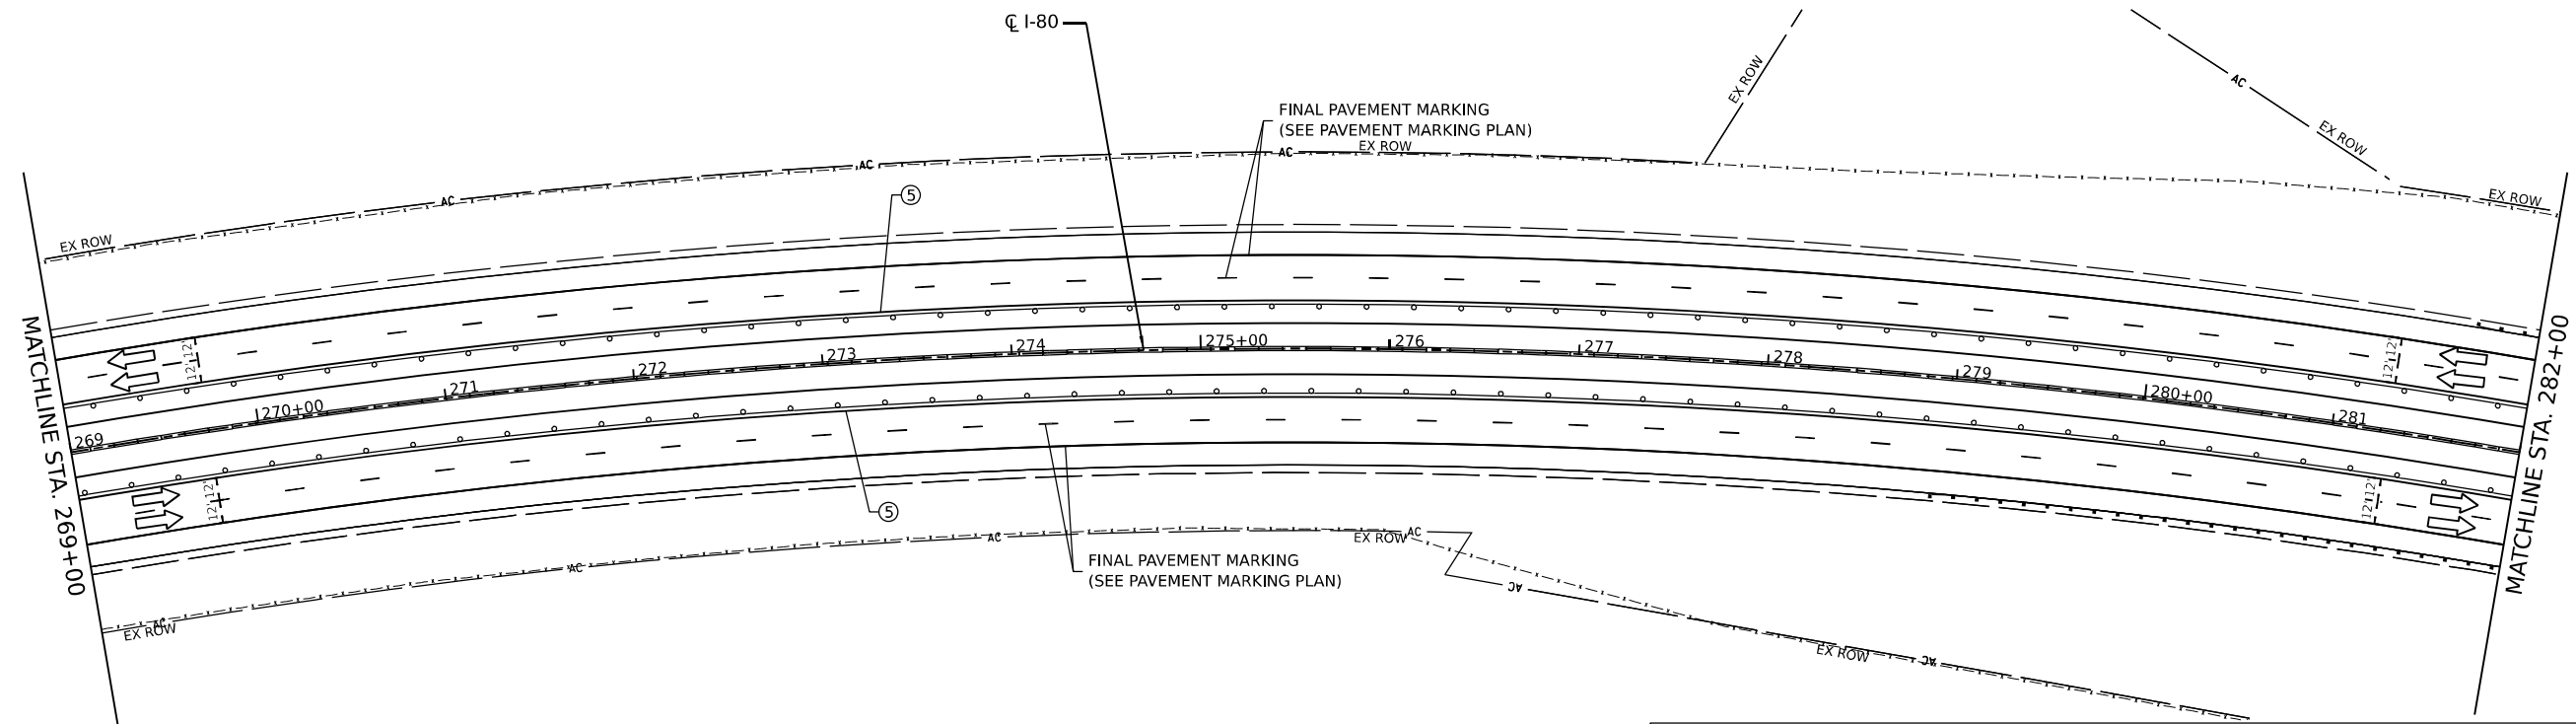 ℄ I-80
FINAL PAVEMENT MARKING
(SEE PAVEMENT MARKING PLAN)
EX ROW
AC
EX ROW
EX ROW
AC
AC
AC
EX ROW
EX ROW
5
MATCHLINE STA. 269+00
12' 12'
269
270+00
271
272
273
274
275+00
276
277
278
279
280+00
281
12' 12'
MATCHLINE STA. 282+00
12' 12'
12' 12'
5
FINAL PAVEMENT MARKING
(SEE PAVEMENT MARKING PLAN)
AC
EX ROW
AC
AC
EX ROW
AC
AC
EX ROW
AC